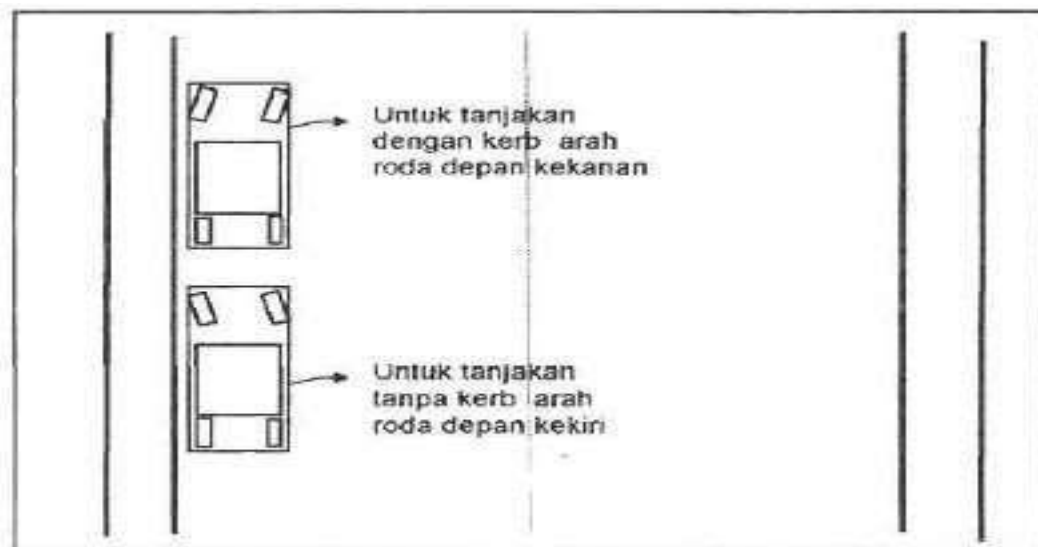 Untuk tanjakan
dengan kerb arah
roda depan kekanan
Untuk tanjakan
tanpa kerb arah
roda depan kekiri